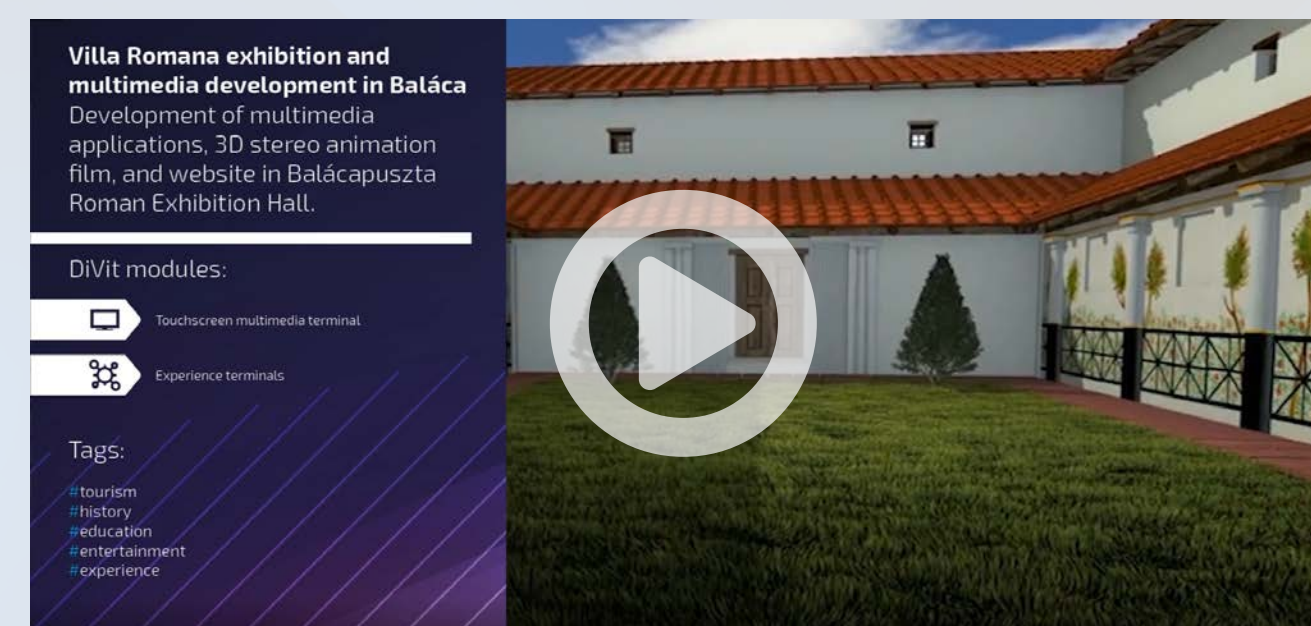 Villa Romana exhibition and
multimedia development in Baláca
Development of multimedia
applications, 3D stereo animation
film, and website in Balácapuszta
Roman Exhibition Hall.
DiVit modules:
Touchscreen multimedia terminal
Experience terminals
Tags:
#tourism
#history
#education
#entertainment
#experience